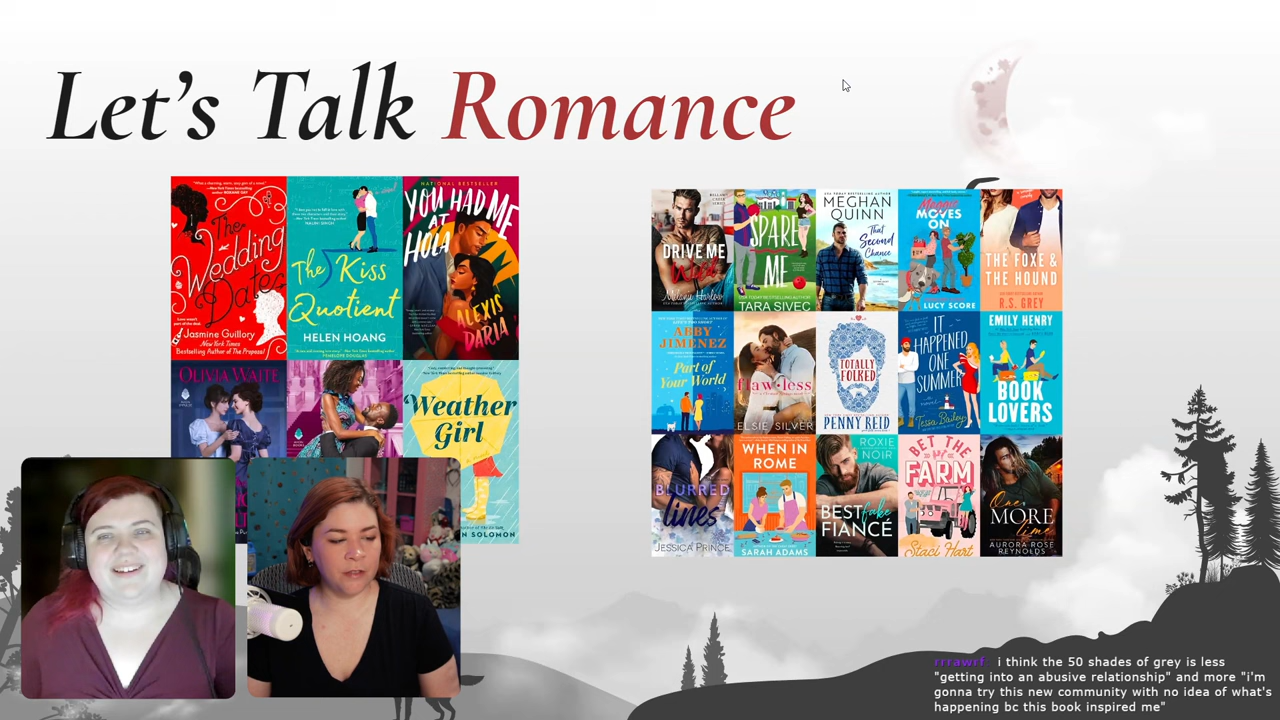 Let's Talk Romance
The
Wedding
Date
Jasmine Guillory
New York Times
Bestselling Author of The Proposal
The Kiss
Quotient
HELEN HOANG
NATIONAL BESTSELLER
YOU HAD ME
AT
HOLA
ALEXIS
DARIA
OLIVIA WAITE
Weather
Girl
SOLOMON
DRIVE ME
Wild
Melanie Harlow
SPARE
ME
TARA SIVEC
MEGHAN
QUINN
That
Second
Chance
Maggie
MOVES
ON
LUCY SCORE
THE FOXE &
THE HOUND
R.S. GREY
ABBY
JIMENEZ
Part of
Your World
flawless
ELSIE SILVER
TOTALLY
FOLKED
PENNY REID
IT
HAPPENED
ONE
SUMMER
Tessa Bailey
EMILY HENRY
BOOK
LOVERS
BLURRED
lines
JESSICA PRINCE
WHEN IN
ROME
SARAH ADAMS
ROXIE
NOIR
BEST fake
FIANCÉ
BET THE
FARM
Staci Hart
One
MORE
time
AURORA ROSE
REYNOLDS
rrrawrf i think the 50 shades of grey is less
"getting into an abusive relationship" and more "i'm
gonna try this new community with no idea of what's
happening bc this book inspired me"